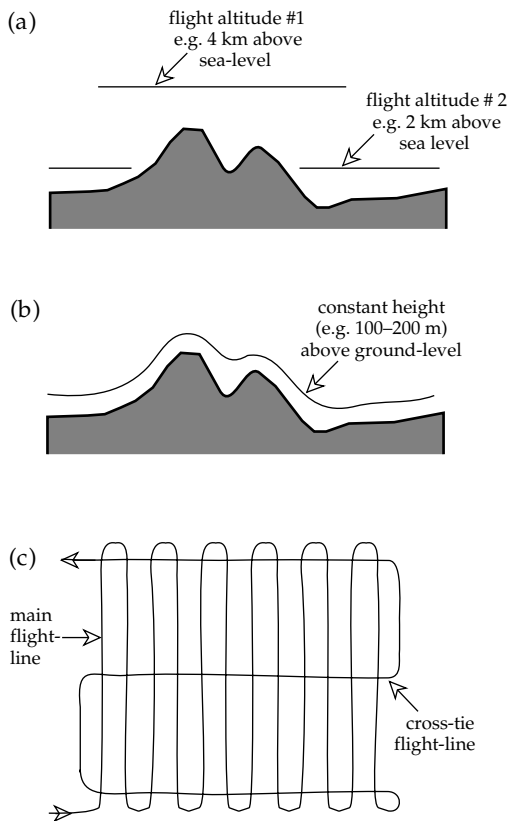 (a)
flight altitude #1
e.g. 4 km above
sea-level
flight altitude # 2
e.g. 2 km above
sea level
(b)
constant height
(e.g. 100–200 m)
above ground-level
(c)
main
flight-
line
cross-tie
flight-line